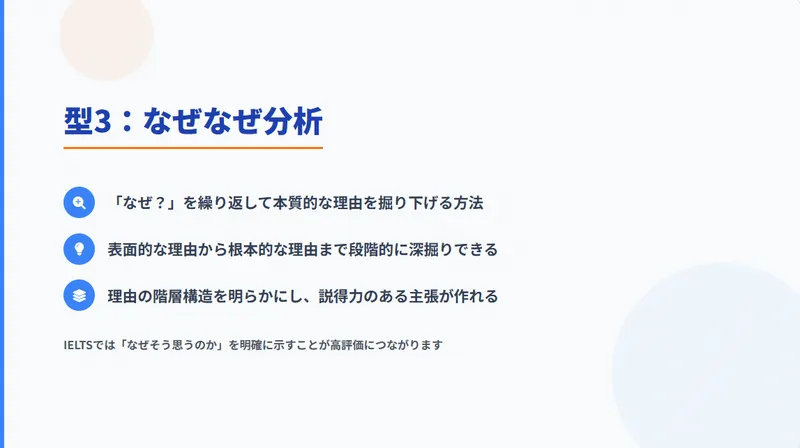 型3：なぜなぜ分析
「なぜ？」を繰り返して本質的な理由を掘り下げる方法
表面的な理由から根本的な理由まで段階的に深掘りできる
理由の階層構造を明らかにし、説得力のある主張が作れる
IELTSでは「なぜそう思うのか」を明確に示すことが高評価につながります